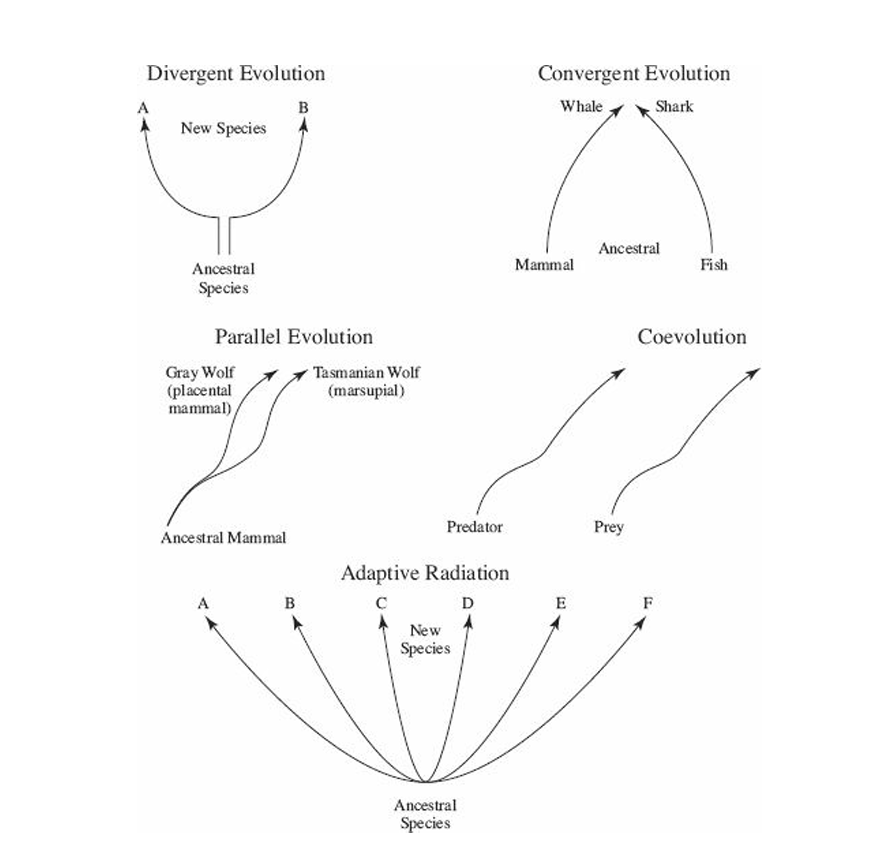 Divergent Evolution
A
B
New Species
Ancestral
Species
Convergent Evolution
Whale
Shark
Ancestral
Mammal
Fish
Parallel Evolution
Gray Wolf
(placental
mammal)
Tasmanian Wolf
(marsupial)
Ancestral Mammal
Coevolution
Predator
Prey
Adaptive Radiation
A B C D E F
New
Species
Ancestral
Species